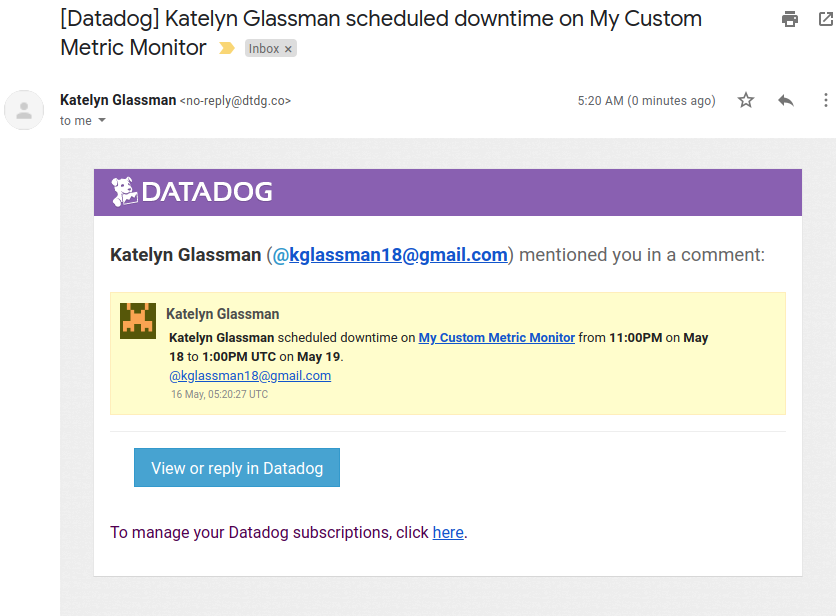 [Datadog] Katelyn Glassman scheduled downtime on My Custom
Metric Monitor Inbox ×
Katelyn Glassman <no-reply@dtdg.co> 5:20 AM (0 minutes ago)
to me
DATADOG
Katelyn Glassman (@kglassman18@gmail.com) mentioned you in a comment:
Katelyn Glassman
Katelyn Glassman scheduled downtime on My Custom Metric Monitor from 11:00PM on May
18 to 1:00PM UTC on May 19.
@kglassman18@gmail.com
16 May, 05:20:27 UTC
View or reply in Datadog
To manage your Datadog subscriptions, click here.